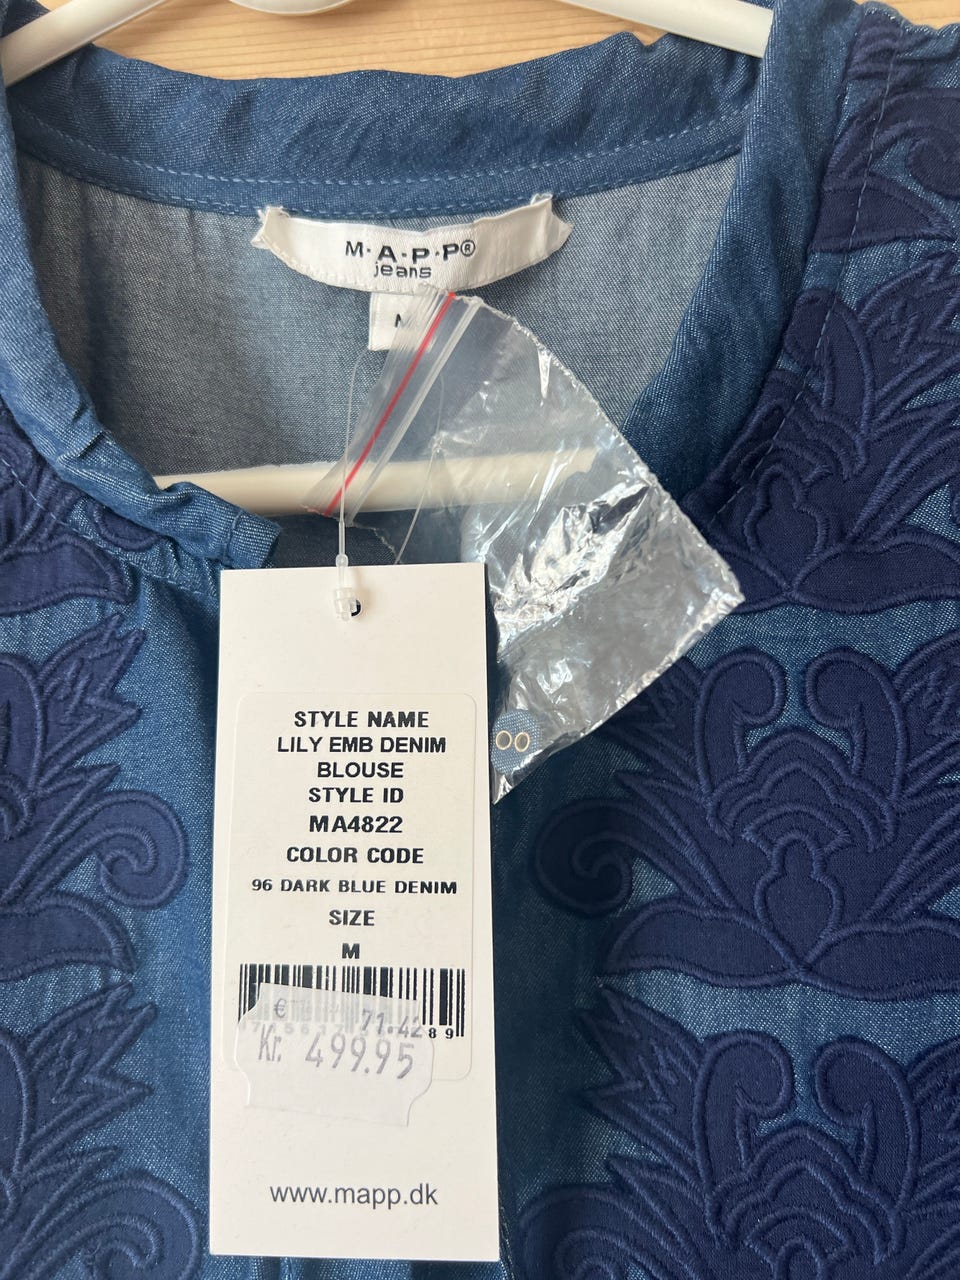 M·A·P·P®
jeans
M
STYLE NAME
LILY EMB DENIM
BLOUSE
STYLE ID
MA4822
COLOR CODE
96 DARK BLUE DENIM
SIZE
M
€ 71.42
89
Kr. 499.95
www.mapp.dk